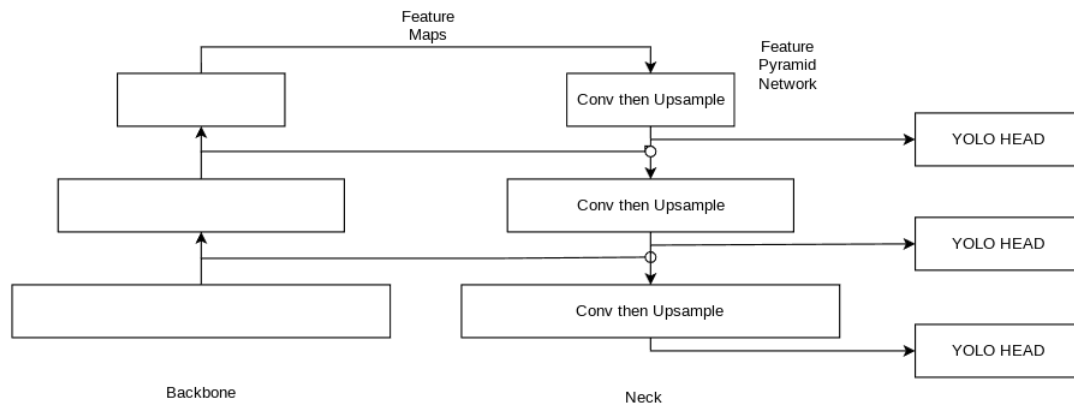 Feature
Maps
Feature
Pyramid
Network
Conv then Upsample
YOLO HEAD
Conv then Upsample
YOLO HEAD
Conv then Upsample
YOLO HEAD
Backbone
Neck